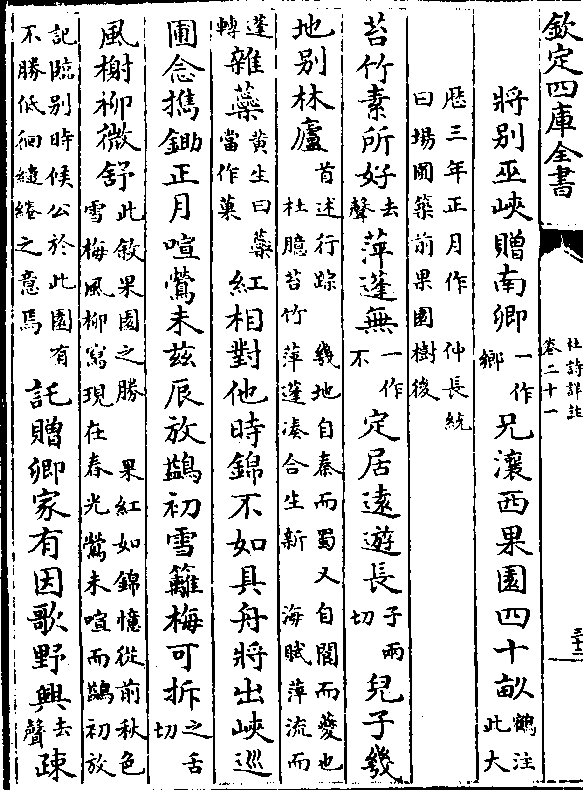 欽定四庫全書 杜詩詳註 卷二十一
將別巫峽贈南卿一作鄉兄瀼西果園四十畝鶴注此大
歷三年正月作 仲長統曰場圃築前果園樹後
苔竹素所好去聲萍蓬無一作不定居遠遊長子兩切兒子幾
地別林廬首述行踪 幾地自秦而蜀又自閬而夔也杜臆苔竹萍蓬湊合生新 海賦萍流而
蓬轉雜蘂黃生曰蘂當作菓紅相對他時錦不如具舟將出峽巡
圃念擕鋤正月喧鶯未茲辰放鷁初雪籬梅可拆之舌切
風榭柳微舒此敘果園之勝 果紅如錦憶從前秋色雪梅風柳寫現在春光鶯未喧而鷁初放
記臨別時候公於此園有不勝低徊繾綣之意焉託贈卿家有因歌野興去聲疎